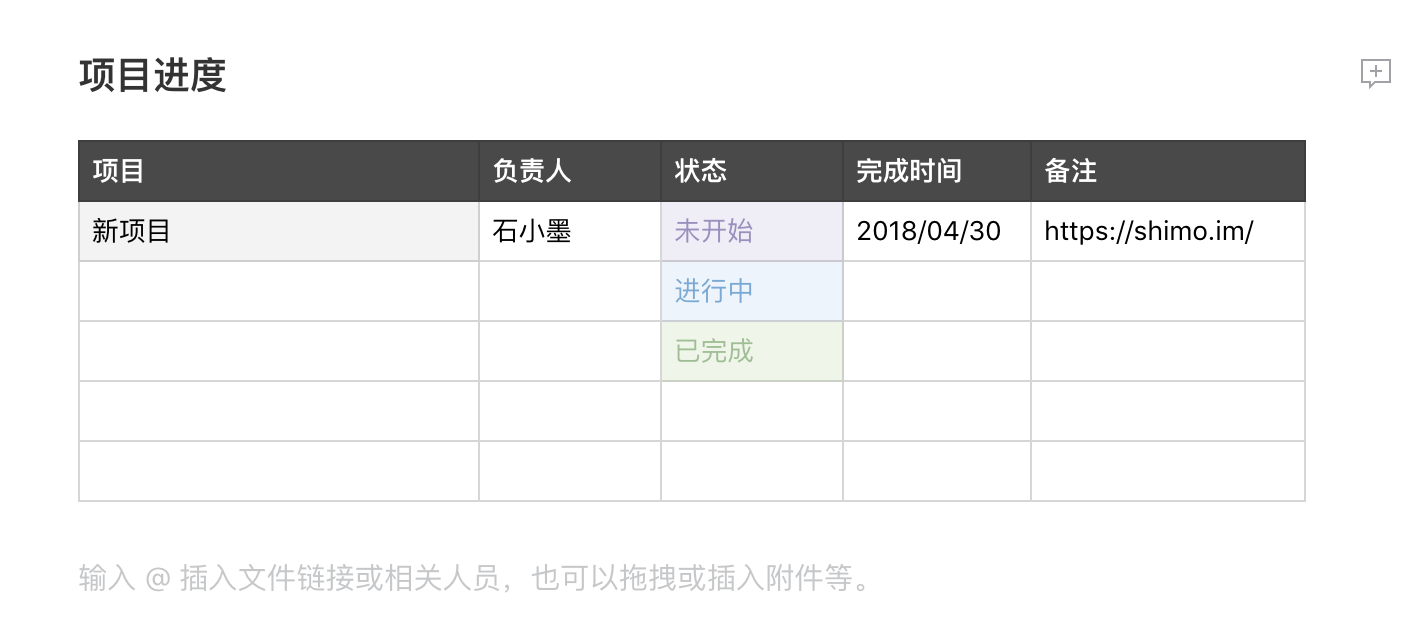 项目进度
项目 负责人 状态 完成时间 备注
新项目 石小墨 未开始 2018/04/30 https://shimo.im/
进行中
已完成
输入 @ 插入文件链接或相关人员，也可以拖拽或插入附件等。